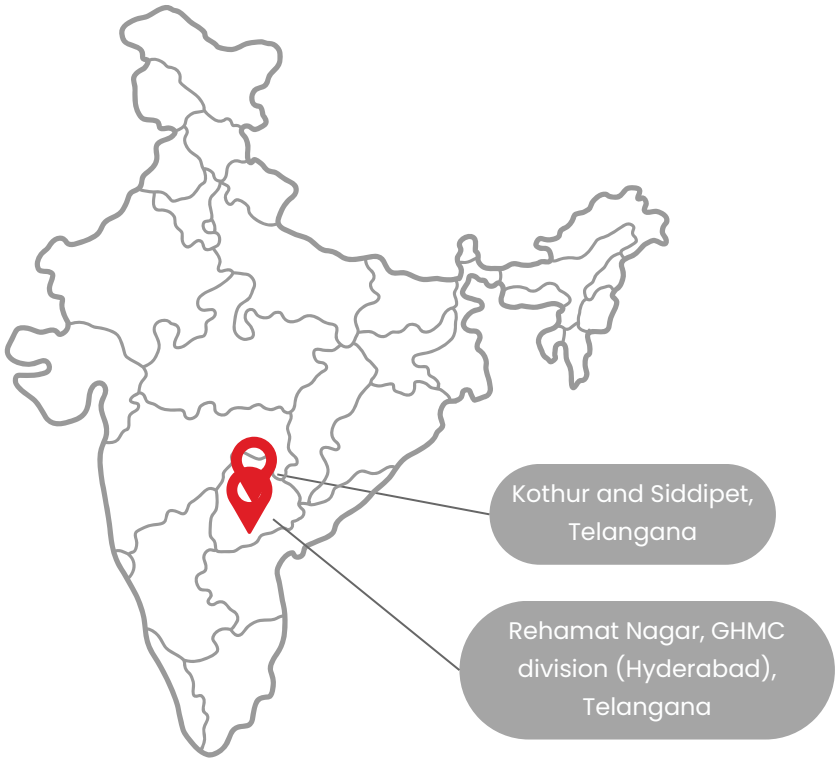 Kothur and Siddipet,
Telangana
Rehamat Nagar, GHMC
division (Hyderabad),
Telangana